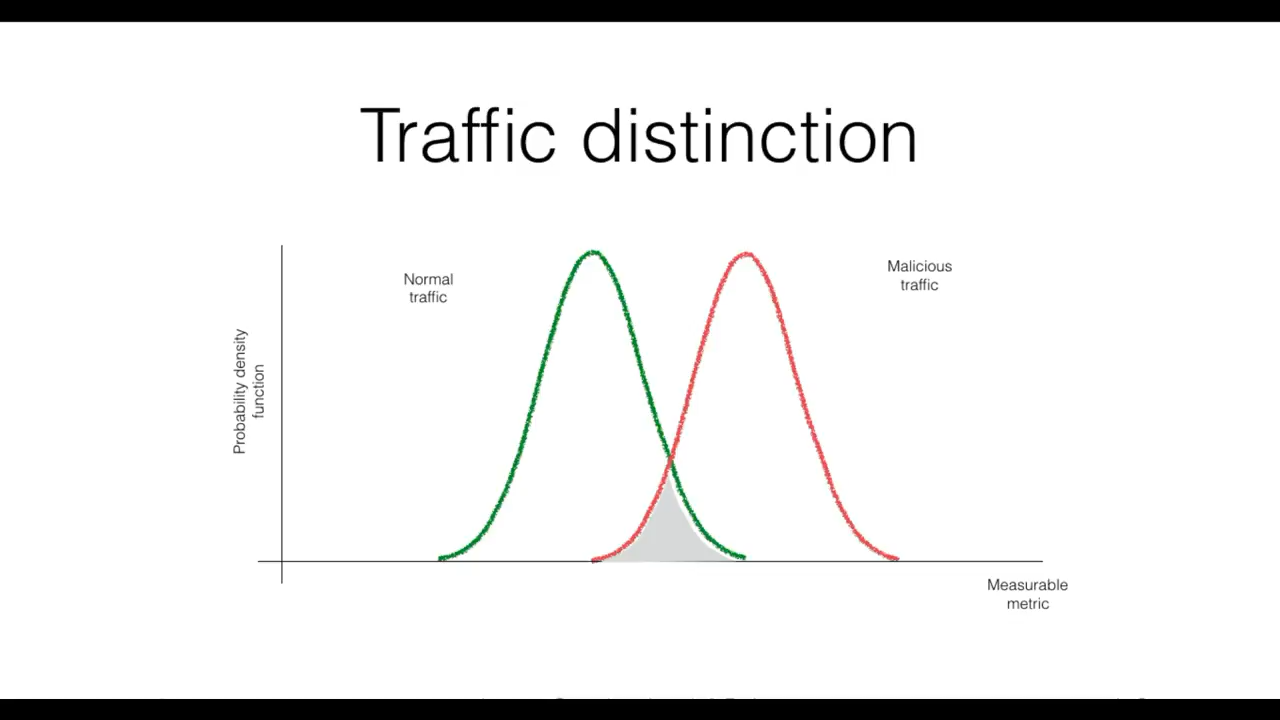 Traffic distinction
Normal
traffic
Malicious
traffic
Probability density
function
Measurable
metric